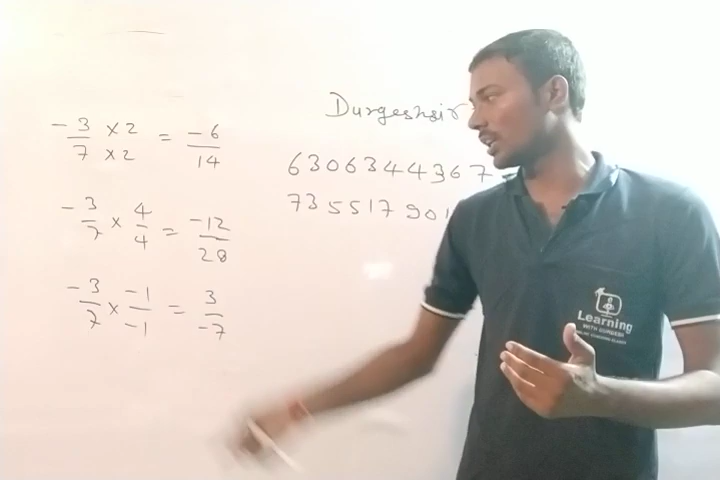 Durgeshsir
-3/7 ×2/×2 = -6/14
6306344367
735517901
-3/7 × 4/4 = -12/28
-3/7 × -1/-1 = 3/-7
Learning